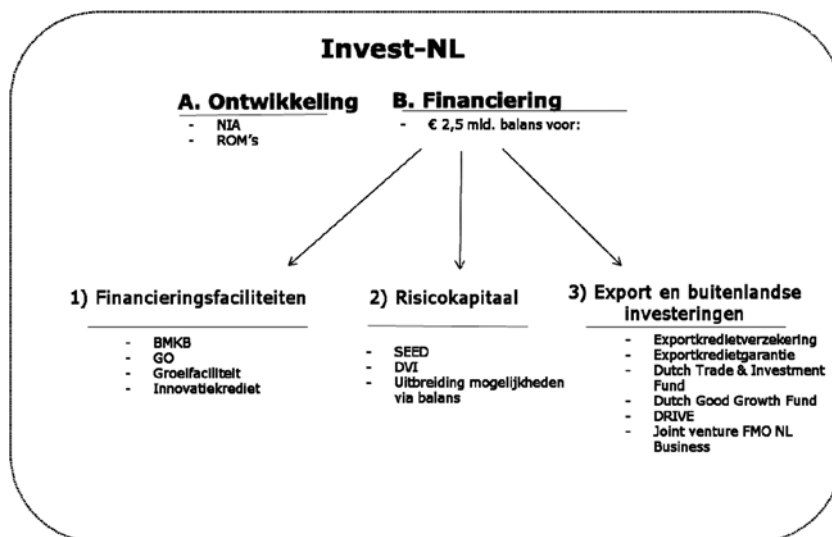 Invest-NL
A. Ontwikkeling
- NIA
- ROM's
B. Financiering
- € 2,5 mld. balans voor:
1) Financieringsfaciliteiten
- BMKB
- GO
- Groeifaciliteit
- Innovatiekrediet
2) Risicokapitaal
- SEED
- DVI
- Uitbreiding mogelijkheden
via balans
3) Export en buitenlandse
investeringen
- Exportkredietverzekering
- Exportkredietgarantie
- Dutch Trade & Investment
Fund
- Dutch Good Growth Fund
- DRIVE
- Joint venture FMO NL
Business